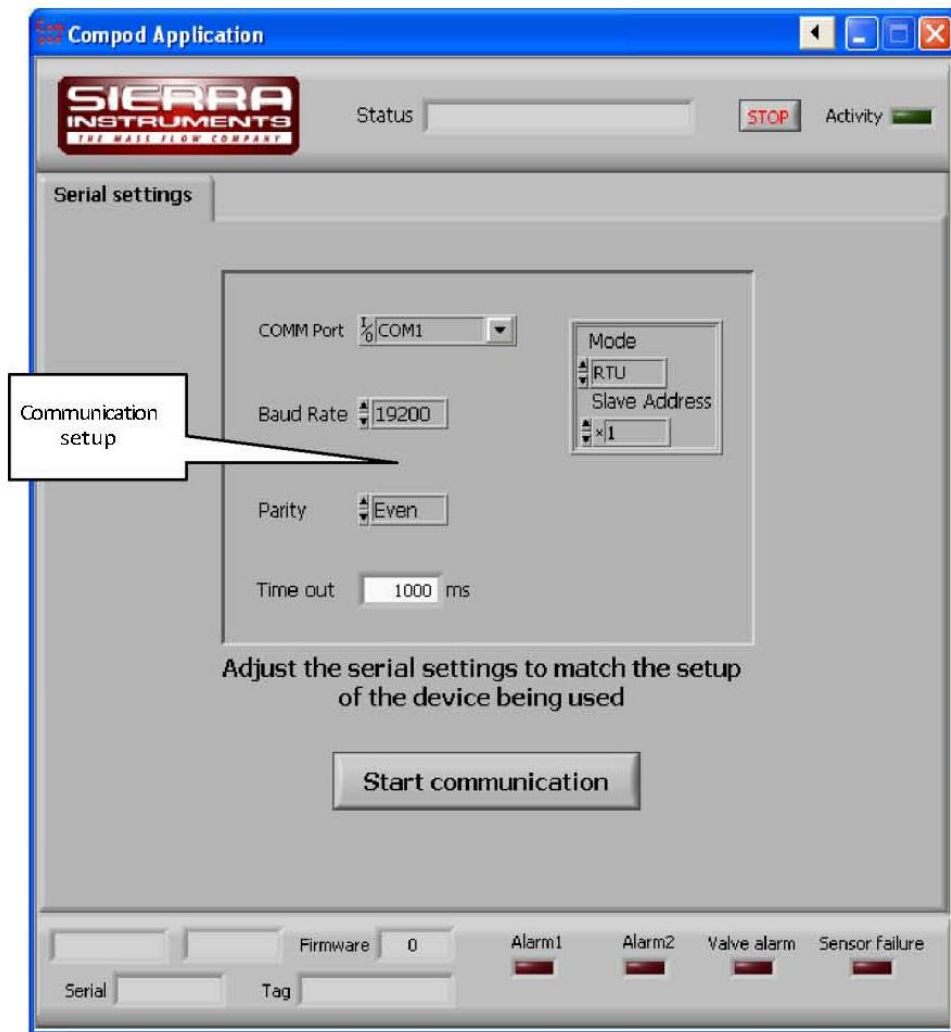 Compod Application
SIERRA
INSTRUMENTS
THE MASS FLOW COMPANY
Status
STOP
Activity
Serial settings
COMM Port
COM1
Mode
RTU
Slave Address
×1
Baud Rate
19200
Communication
setup
Parity
Even
Time out
1000 ms
Adjust the serial settings to match the setup
of the device being used
Start communication
Firmware 0
Alarm1
Alarm2
Valve alarm
Sensor failure
Serial
Tag